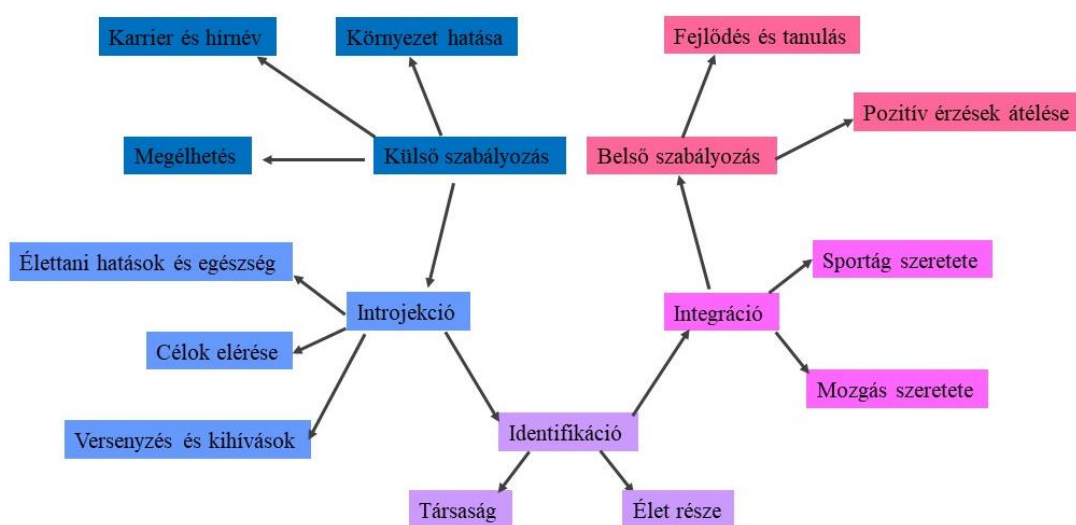 Karrier és hírnév
Környezet hatása
Fejlődés és tanulás
Pozitív érzések átélése
Megélhetés
Külső szabályozás
Belső szabályozás
Élettani hatások és egészség
Sportág szeretete
Introjekció
Integráció
Célok elérése
Mozgás szeretete
Versenyzés és kihívások
Identifikáció
Társaság
Élet része